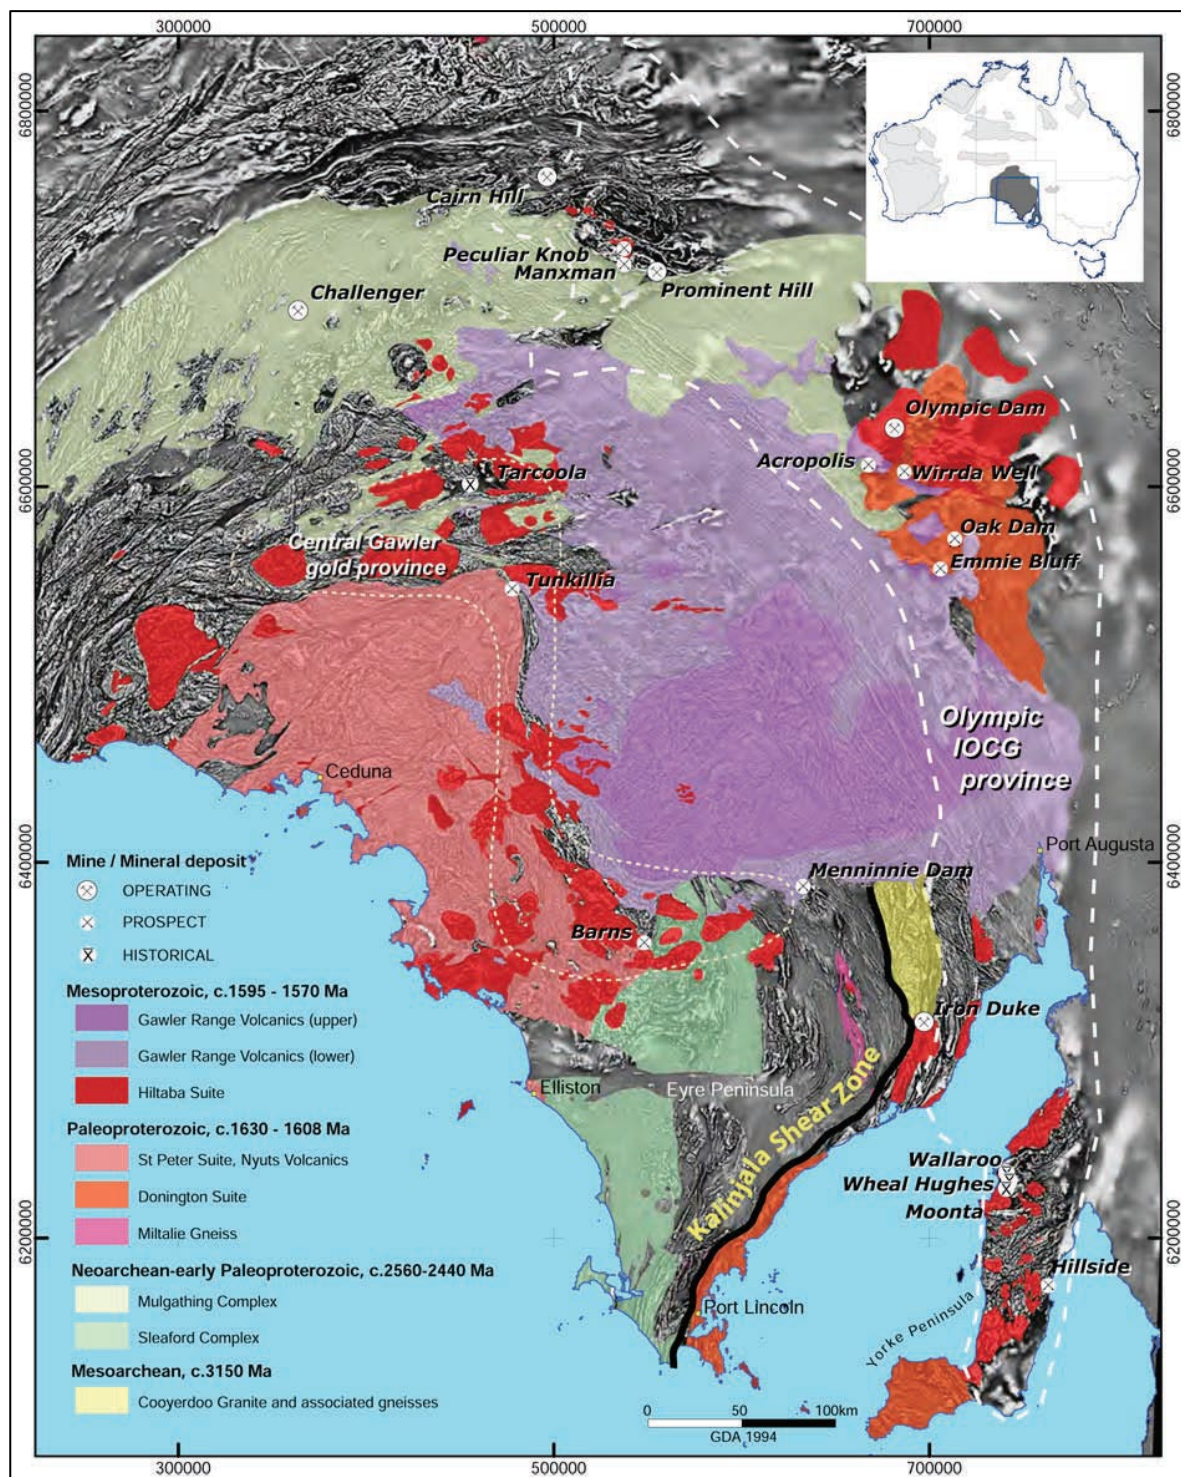 300000
500000
700000
6800000
6800000
Cairn Hill
Peculiar Knob
Manxman
Prominent Hill
Challenger
Olympic Dam
Acropolis
Wirrda Well
Tarcoola
6600000
6600000
Oak Dam
Central Gawler
gold province
Emmie Bluff
Tunkillia
Olympic
IOCG
province
Ceduna
Port Augusta
6400000
6400000
Menninnie Dam
Barns
Iron Duke
Elliston
Eyre Peninsula
Kalinjala Shear Zone
Wallaroo
Wheal Hughes
Moonta
6200000
6200000
Hillside
Port Lincoln
Yorke Peninsula
Mine / Mineral deposit
OPERATING
PROSPECT
HISTORICAL
Mesoproterozoic, c.1595 - 1570 Ma
Gawler Range Volcanics (upper)
Gawler Range Volcanics (lower)
Hiltaba Suite
Paleoproterozoic, c.1630 - 1608 Ma
St Peter Suite, Nyuts Volcanics
Donington Suite
Miltalie Gneiss
Neoarchean-early Paleoproterozoic, c.2560-2440 Ma
Mulgathing Complex
Sleaford Complex
Mesoarchean, c.3150 Ma
Cooyerdoo Granite and associated gneisses
0 50 100km
GDA 1994
300000
500000
700000